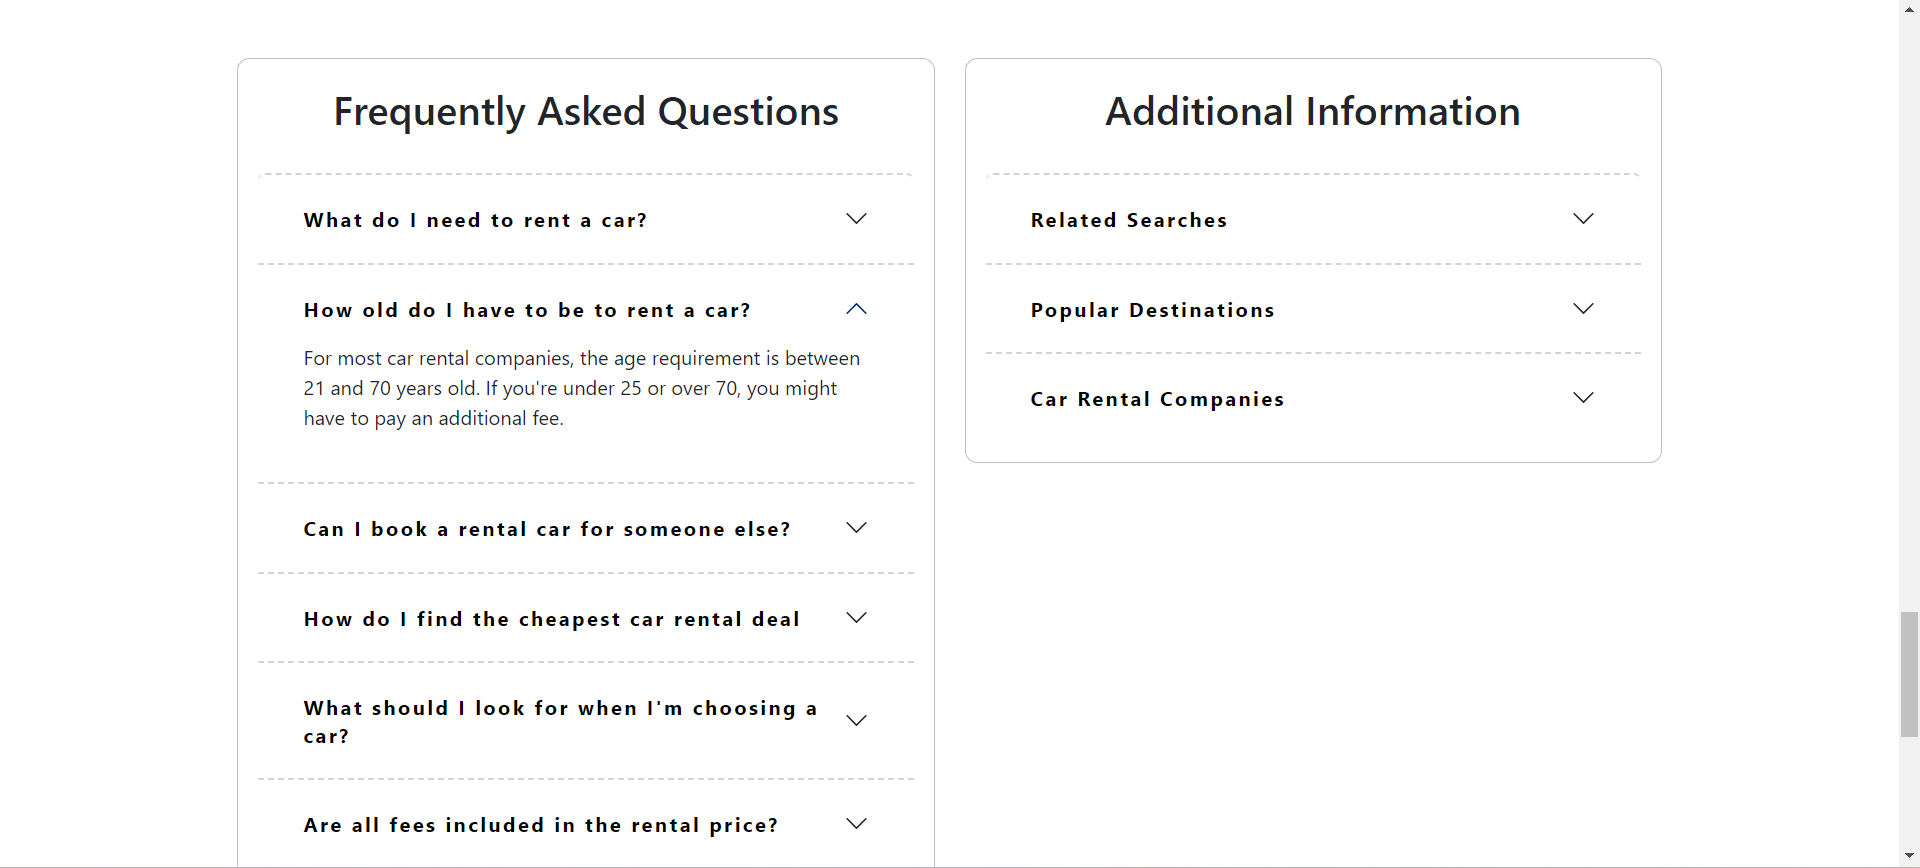 Frequently Asked Questions
What do I need to rent a car?
How old do I have to be to rent a car?
For most car rental companies, the age requirement is between
21 and 70 years old. If you're under 25 or over 70, you might
have to pay an additional fee.
Can I book a rental car for someone else?
How do I find the cheapest car rental deal
What should I look for when I'm choosing a
car?
Are all fees included in the rental price?
Additional Information
Related Searches
Popular Destinations
Car Rental Companies